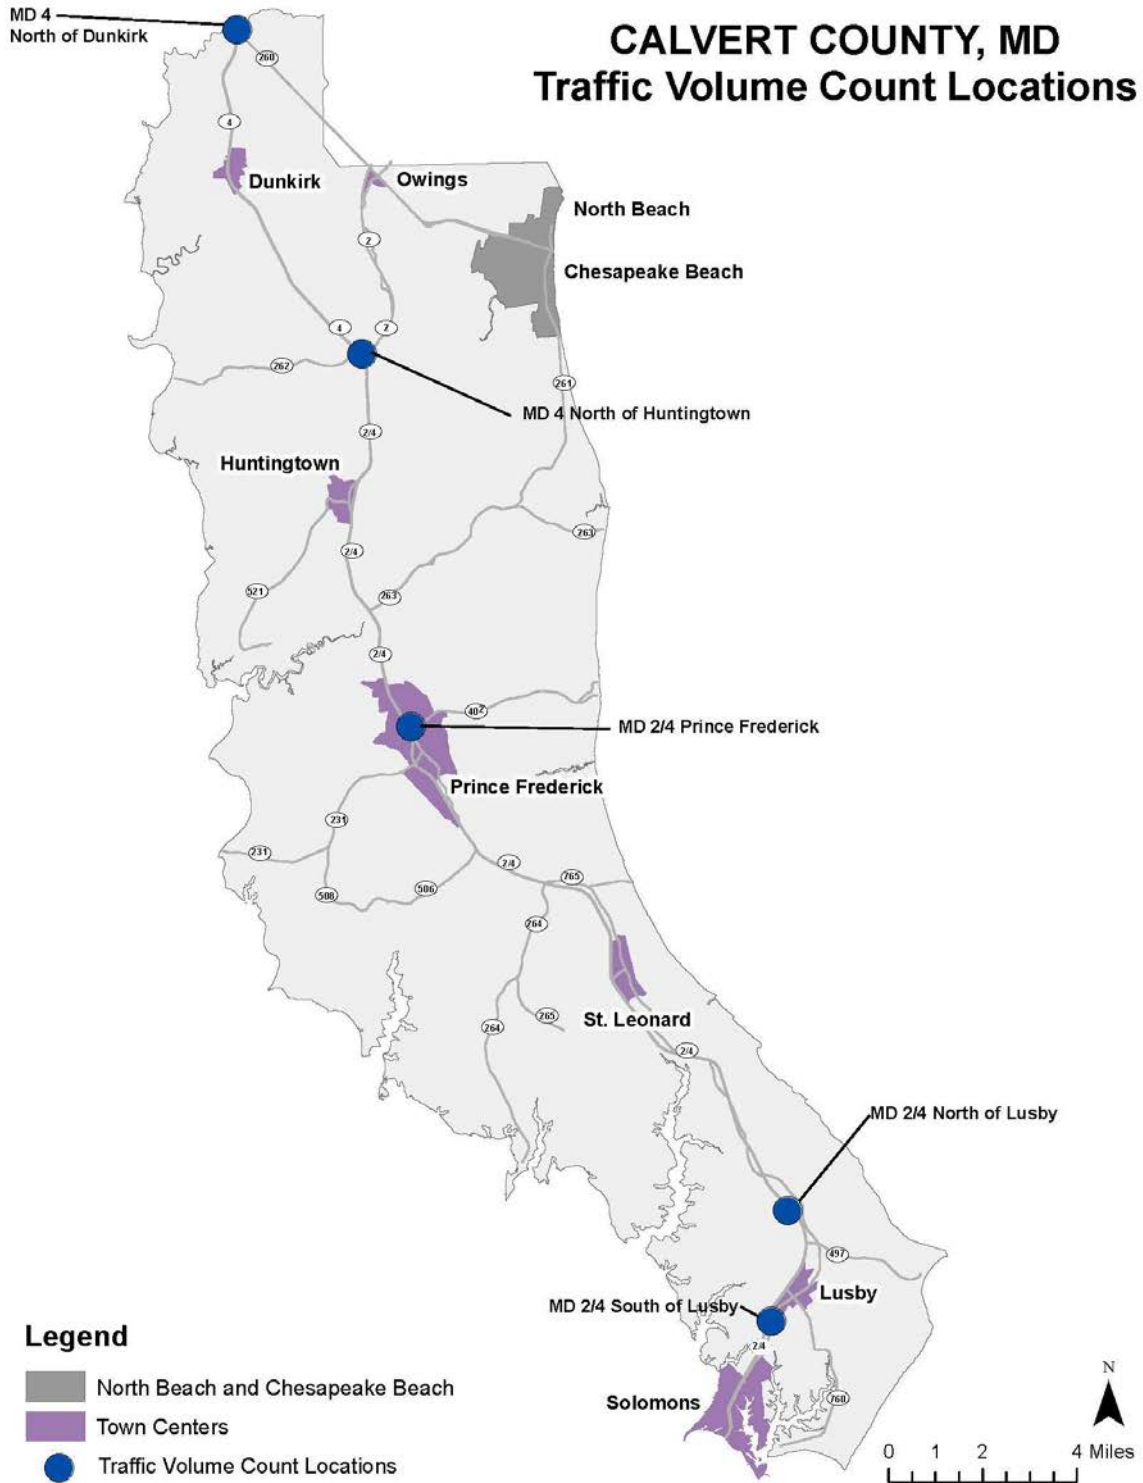 MD 4
North of Dunkirk
CALVERT COUNTY, MD
Traffic Volume Count Locations
260
4
Dunkirk
Owings
North Beach
2
Chesapeake Beach
4
2
262
261
MD 4 North of Huntingtown
2/4
Huntingtown
263
2/4
521
263
2/4
402
MD 2/4 Prince Frederick
Prince Frederick
231
231
2/4
765
508
506
264
265
264
St. Leonard
2/4
MD 2/4 North of Lusby
497
Lusby
MD 2/4 South of Lusby
2/4
Solomons
760
Legend
North Beach and Chesapeake Beach
Town Centers
Traffic Volume Count Locations
N
0 1 2 4 Miles